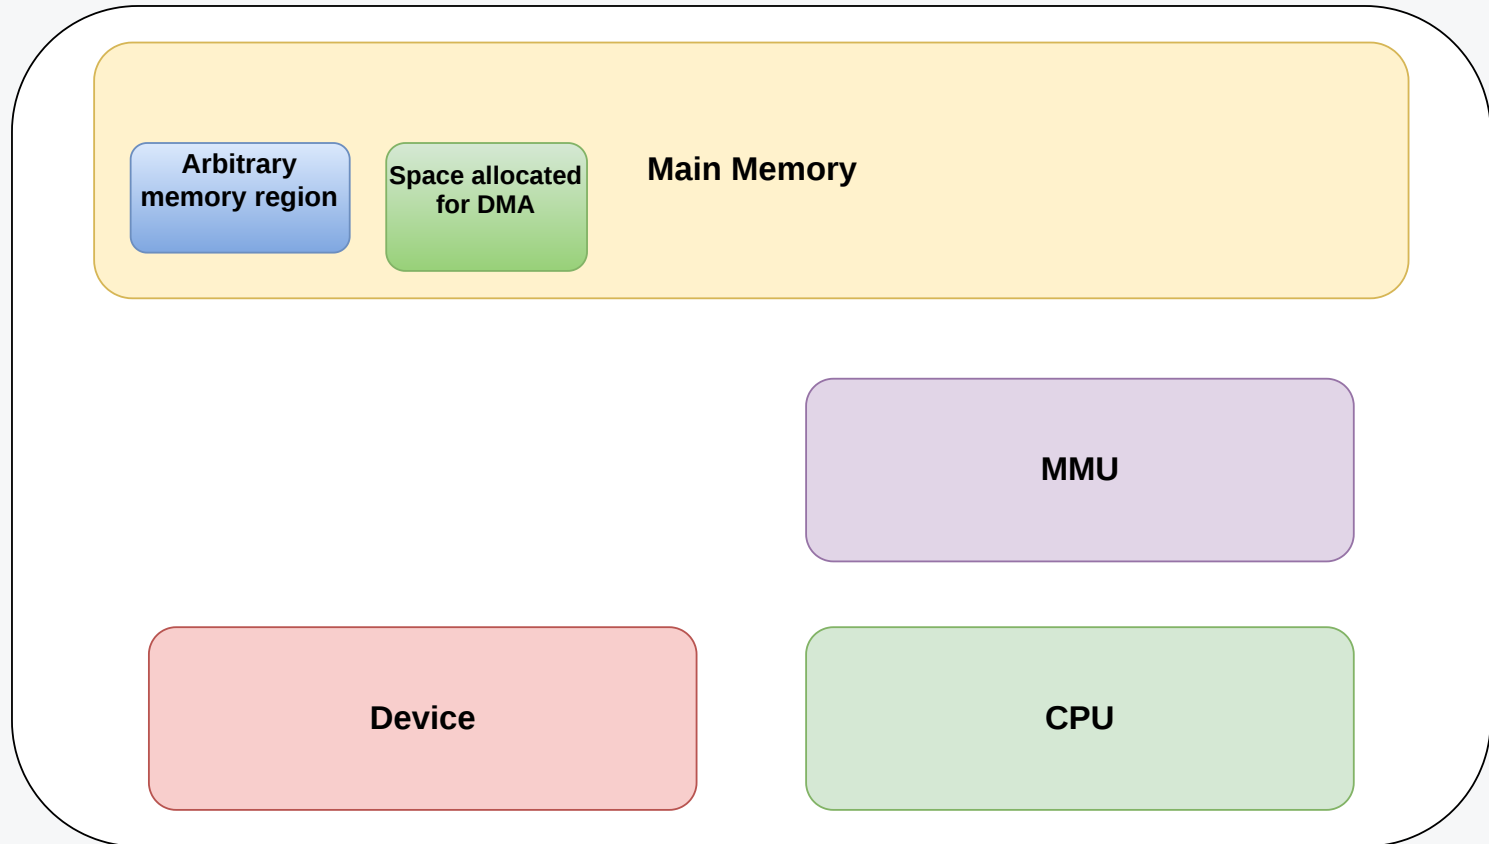 Arbitrary
memory region
Space allocated
for DMA
Main Memory
MMU
Device
CPU